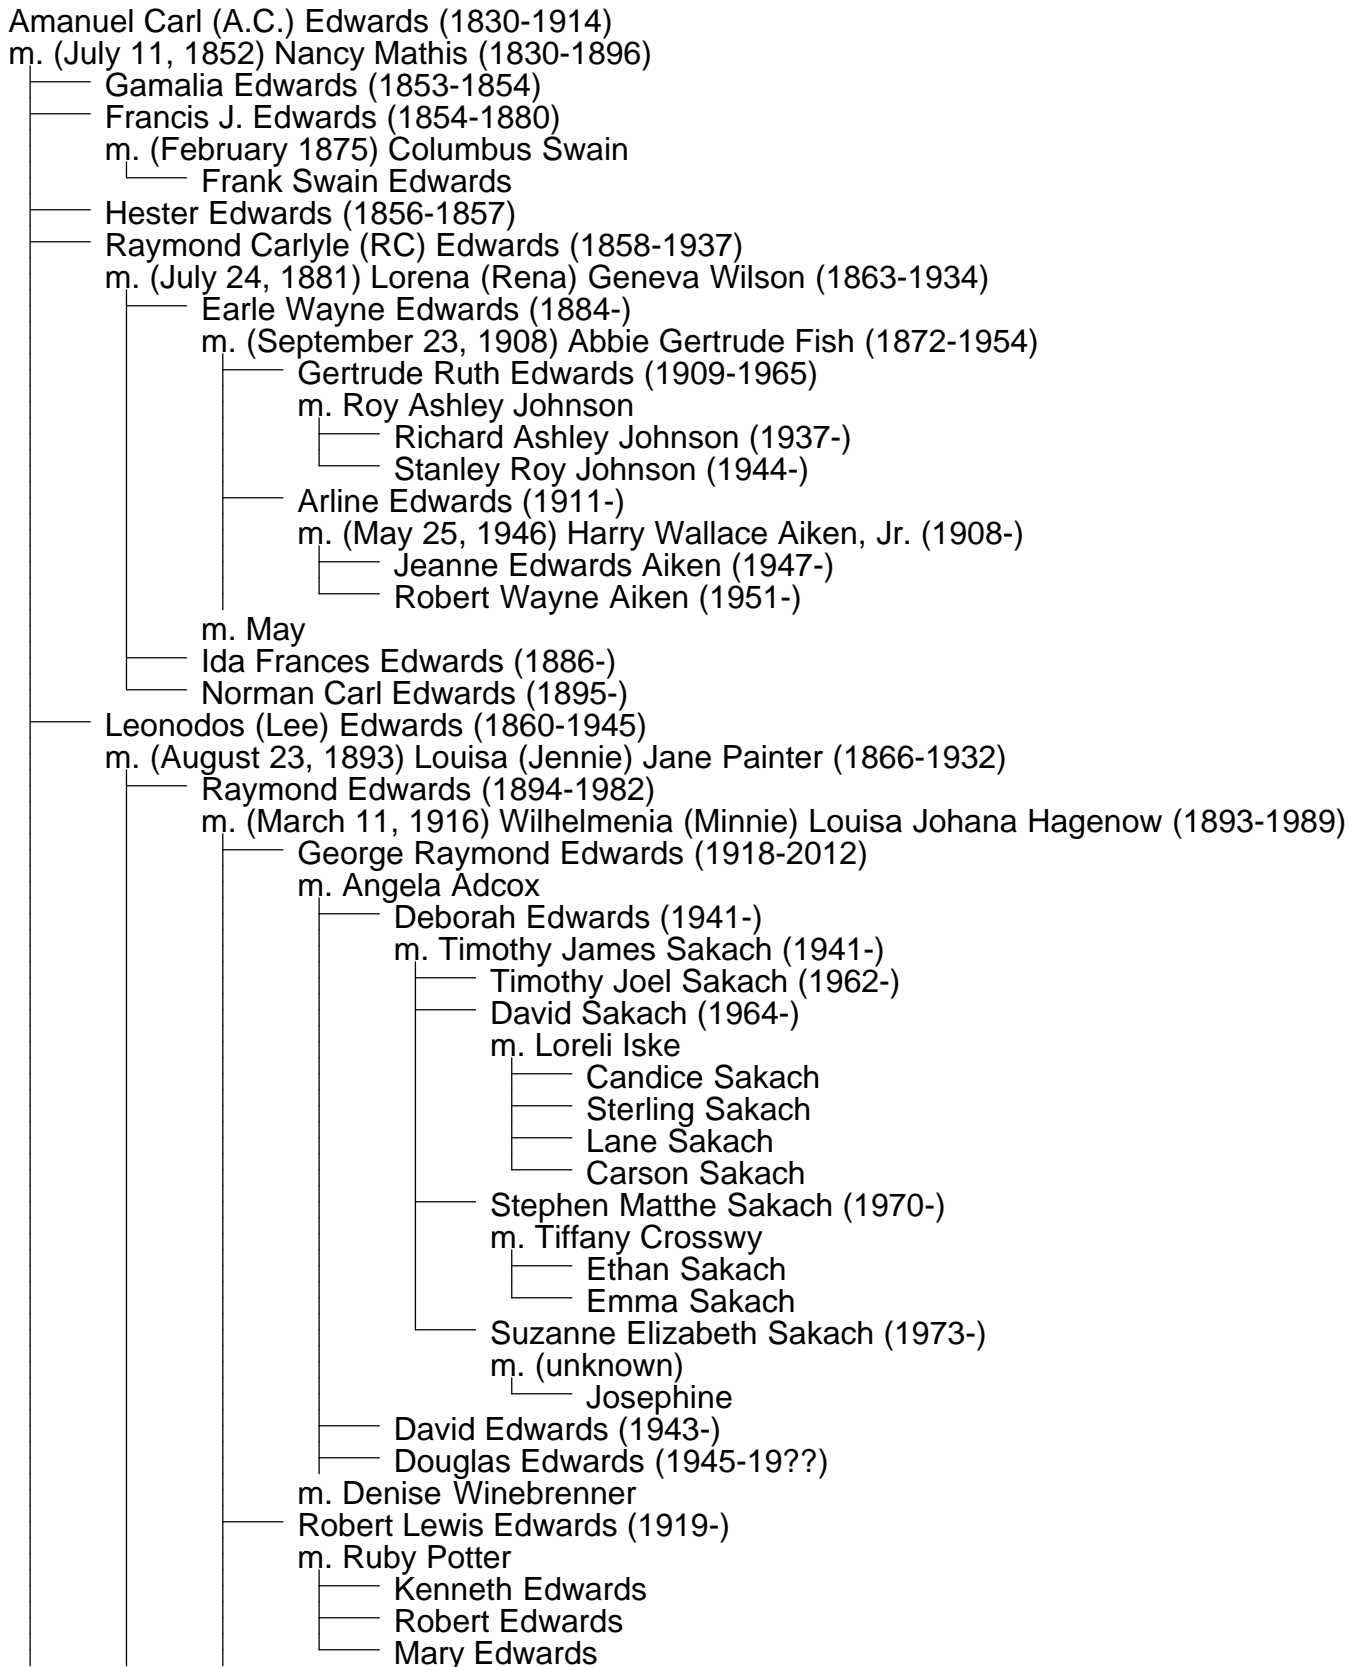 Amanuel Carl (A.C.) Edwards (1830-1914)
m. (July 11, 1852) Nancy Mathis (1830-1896)
Gamalia Edwards (1853-1854)
Francis J. Edwards (1854-1880)
m. (February 1875) Columbus Swain
Frank Swain Edwards
Hester Edwards (1856-1857)
Raymond Carlyle (RC) Edwards (1858-1937)
m. (July 24, 1881) Lorena (Rena) Geneva Wilson (1863-1934)
Earle Wayne Edwards (1884-)
m. (September 23, 1908) Abbie Gertrude Fish (1872-1954)
Gertrude Ruth Edwards (1909-1965)
m. Roy Ashley Johnson
Richard Ashley Johnson (1937-)
Stanley Roy Johnson (1944-)
Arline Edwards (1911-)
m. (May 25, 1946) Harry Wallace Aiken, Jr. (1908-)
Jeanne Edwards Aiken (1947-)
Robert Wayne Aiken (1951-)
m. May
Ida Frances Edwards (1886-)
Norman Carl Edwards (1895-)
Leonodos (Lee) Edwards (1860-1945)
m. (August 23, 1893) Louisa (Jennie) Jane Painter (1866-1932)
Raymond Edwards (1894-1982)
m. (March 11, 1916) Wilhelmenia (Minnie) Louisa Johana Hagenow (1893-1989)
George Raymond Edwards (1918-2012)
m. Angela Adcox
Deborah Edwards (1941-)
m. Timothy James Sakach (1941-)
Timothy Joel Sakach (1962-)
David Sakach (1964-)
m. Loreli Iske
Candice Sakach
Sterling Sakach
Lane Sakach
Carson Sakach
Stephen Matthe Sakach (1970-)
m. Tiffany Crosswy
Ethan Sakach
Emma Sakach
Suzanne Elizabeth Sakach (1973-)
m. (unknown)
Josephine
David Edwards (1943-)
Douglas Edwards (1945-19??)
m. Denise Winebrenner
Robert Lewis Edwards (1919-)
m. Ruby Potter
Kenneth Edwards
Robert Edwards
Mary Edwards